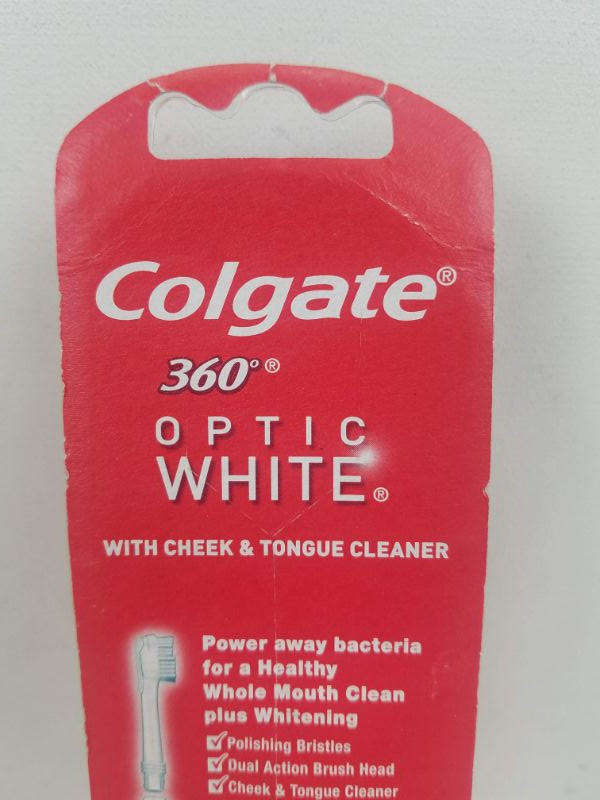 Colgate®
360°®
OPTIC
WHITE®
WITH CHEEK & TONGUE CLEANER
Power away bacteria
for a Healthy
Whole Mouth Clean
plus Whitening
Polishing Bristles
Dual Action Brush Head
Cheek & Tongue Cleaner